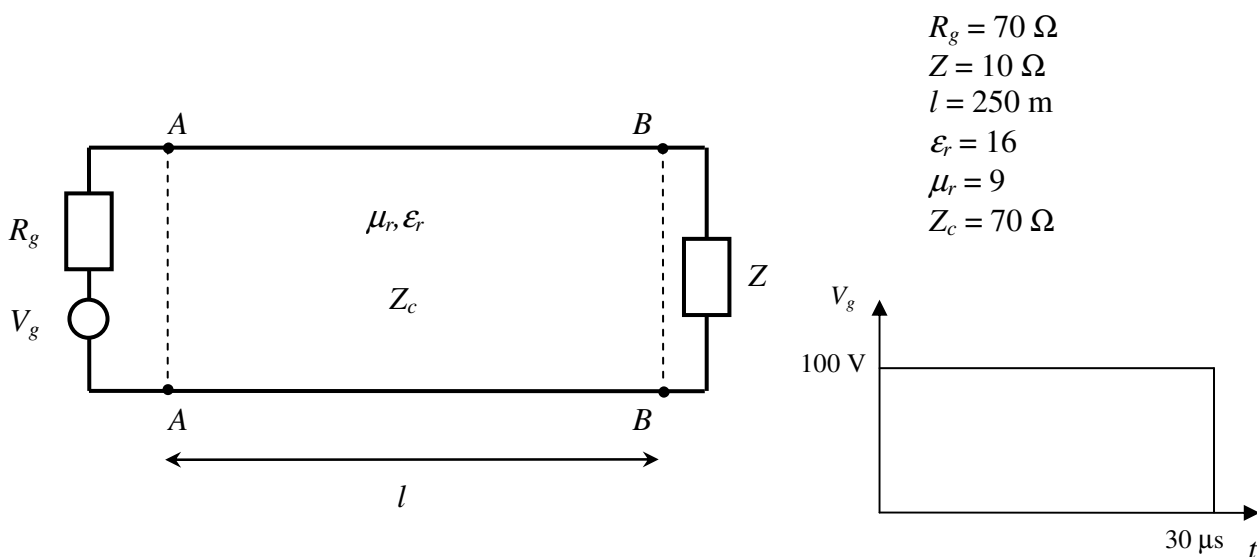 R_g = 70 Ω
Z = 10 Ω
l = 250 m
ε_r = 16
μ_r = 9
Z_c = 70 Ω
A
B
μ_r, ε_r
R_g
Z
Z_c
V_g
A
B
l
V_g
100 V
30 μs
t